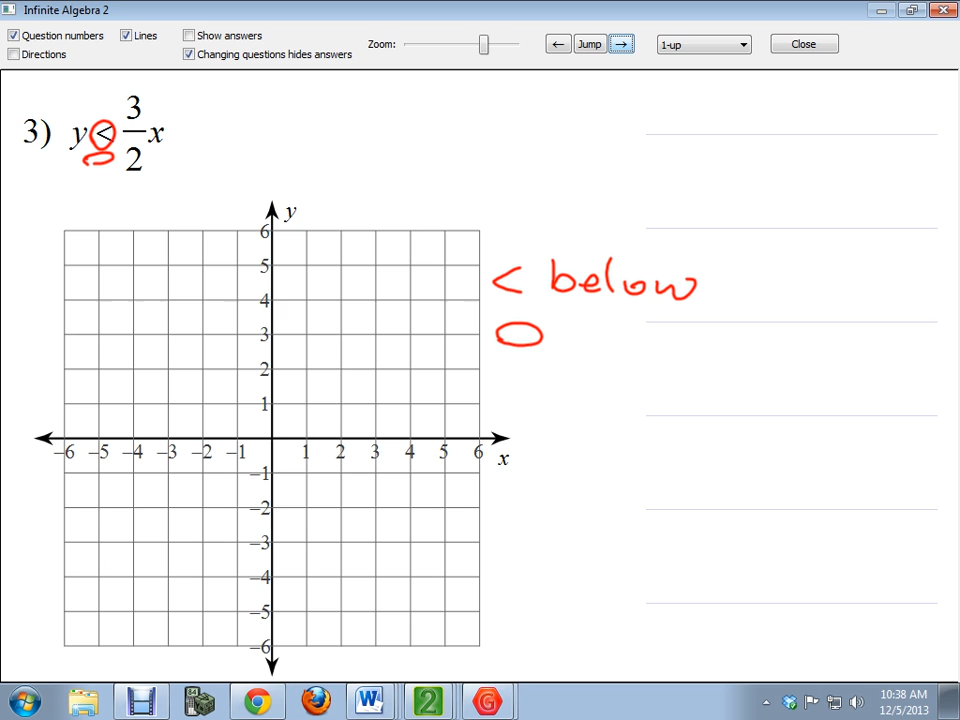 Infinite Algebra 2
Question numbers Lines Show answers
Directions Changing questions hides answers
Zoom: ← Jump → 1-up Close
3) y < 3/2 x
y
6
5
4
3
2
1
−6 −5 −4 −3 −2 −1 1 2 3 4 5 6
x
−1
−2
−3
−4
−5
−6
< below
84
W 2 G
10:38 AM
12/5/2013